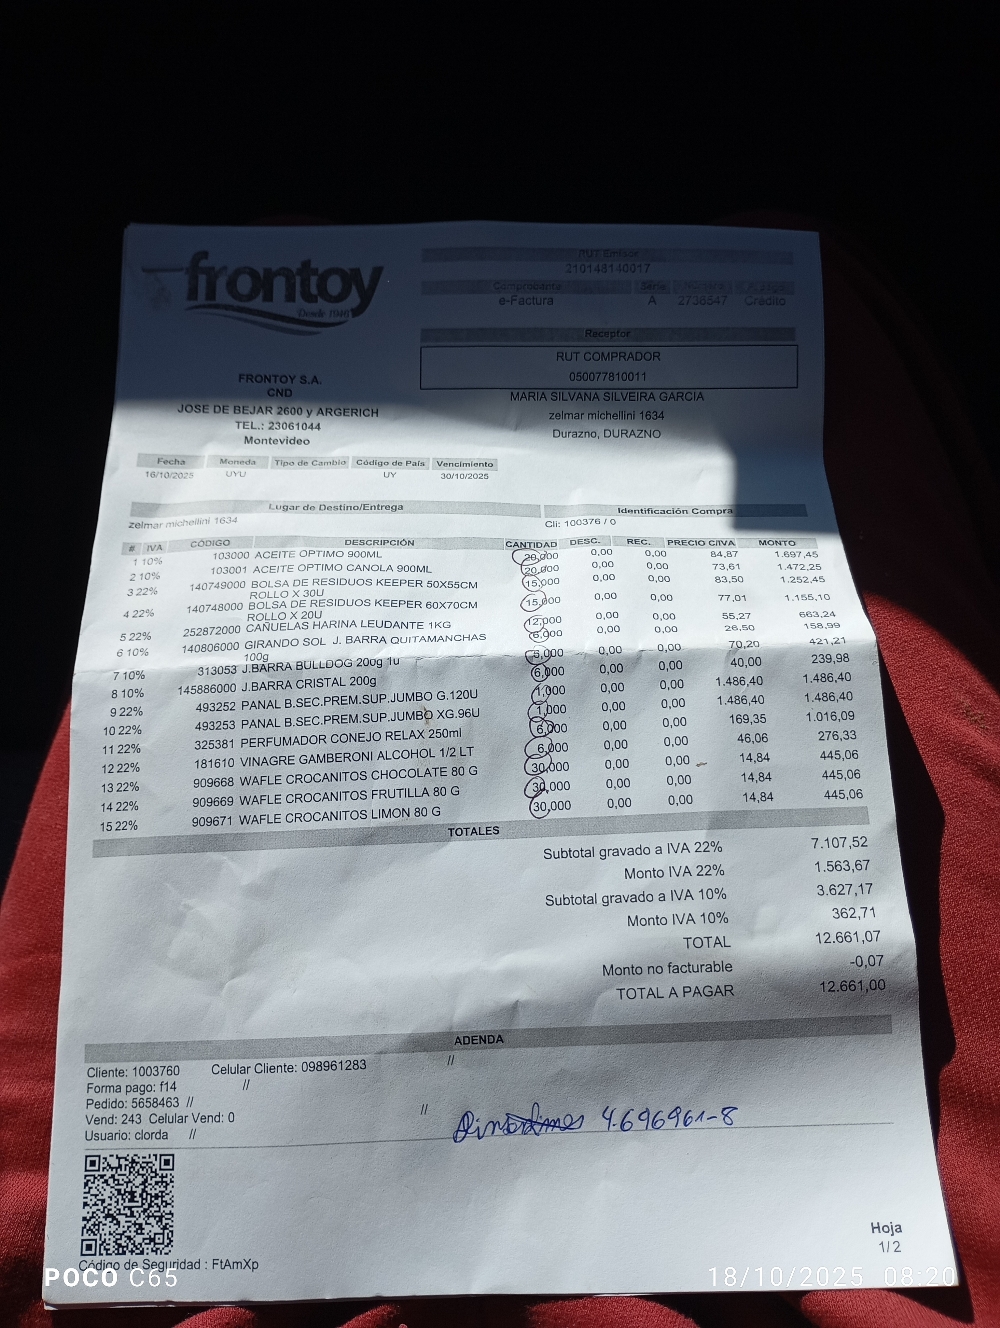 frontoy
Desde 1946
RUT Emisor
210148140017
Comprobante Serie Número
e-Factura A 2736547 Crédito
Receptor
RUT COMPRADOR
050077810011
MARIA SILVANA SILVEIRA GARCIA
zelmar michellini 1634
Durazno, DURAZNO
FRONTOY S.A.
CND
JOSE DE BEJAR 2600 y ARGERICH
TEL.: 23061044
Montevideo
Fecha Moneda Tipo de Cambio Código de País Vencimiento
16/10/2025 UYU UY 30/10/2025
Lugar de Destino/Entrega Identificación Compra
zelmar michellini 1634 Cli: 100376 / 0
# IVA CÓDIGO DESCRIPCIÓN CANTIDAD DESC. REC. PRECIO C/IVA MONTO
1 10% 103000 ACEITE OPTIMO 900ML 20,000 0,00 0,00 84,87 1.697,45
2 10% 103001 ACEITE OPTIMO CANOLA 900ML 20,000 0,00 0,00 73,61 1.472,25
3 22% 140749000 BOLSA DE RESIDUOS KEEPER 50X55CM 15,000 0,00 0,00 83,50 1.252,45
ROLLO X 30U
4 22% 140748000 BOLSA DE RESIDUOS KEEPER 60X70CM 15,000 0,00 0,00 77,01 1.155,10
ROLLO X 20U
5 22% 252872000 CAÑUELAS HARINA LEUDANTE 1KG 12,000 0,00 0,00 55,27 663,24
6 10% 140806000 GIRANDO SOL J. BARRA QUITAMANCHAS 6,000 0,00 0,00 26,50 158,99
100g
7 10% 313053 J.BARRA BULLDOG 200g 1u 0,00 0,00 70,20 421,21
8 10% 145886000 J.BARRA CRISTAL 200g 6,000 0,00 0,00 40,00 239,98
9 22% 493252 PANAL B.SEC.PREM.SUP.JUMBO G.120U 1,000 0,00 0,00 1.486,40 1.486,40
10 22% 493253 PANAL B.SEC.PREM.SUP.JUMBO XG.96U 1,000 0,00 0,00 1.486,40 1.486,40
11 22% 325381 PERFUMADOR CONEJO RELAX 250ml 6,000 0,00 0,00 169,35 1.016,09
12 22% 181610 VINAGRE GAMBERONI ALCOHOL 1/2 LT 6,000 0,00 0,00 46,06 276,33
13 22% 909668 WAFLE CROCANITOS CHOCOLATE 80 G 30,000 0,00 0,00 14,84 445,06
14 22% 909669 WAFLE CROCANITOS FRUTILLA 80 G 30,000 0,00 0,00 14,84 445,06
15 22% 909671 WAFLE CROCANITOS LIMON 80 G 30,000 0,00 0,00 14,84 445,06
TOTALES
Subtotal gravado a IVA 22% 7.107,52
Monto IVA 22% 1.563,67
Subtotal gravado a IVA 10% 3.627,17
Monto IVA 10% 362,71
TOTAL 12.661,07
Monto no facturable -0,07
TOTAL A PAGAR 12.661,00
ADENDA
Cliente: 1003760 Celular Cliente: 098961283 //
Forma pago: f14 //
Pedido: 5658463 //
Vend: 243 Celular Vend: 0 //
Usuario: clorda //
4.696961-8
Código de Seguridad : FtAmXp
Hoja
1/2
POCO C65
18/10/2025 08:20